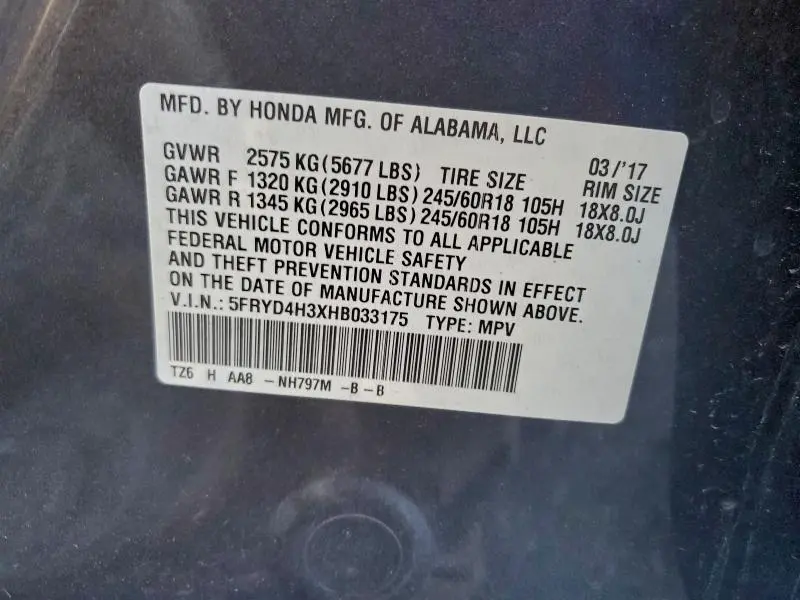 MFD. BY HONDA MFG. OF ALABAMA, LLC
03/'17
GVWR 2575 KG(5677 LBS) TIRE SIZE RIM SIZE
GAWR F 1320 KG(2910 LBS) 245/60R18 105H 18X8.0J
GAWR R 1345 KG(2965 LBS) 245/60R18 105H 18X8.0J
THIS VEHICLE CONFORMS TO ALL APPLICABLE
FEDERAL MOTOR VEHICLE SAFETY
AND THEFT PREVENTION STANDARDS IN EFFECT
ON THE DATE OF MANUFACTURE SHOWN ABOVE.
V.I.N.: 5FRYD4H3XHB033175 TYPE: MPV
TZ6 H AA8 - NH797M -B-B